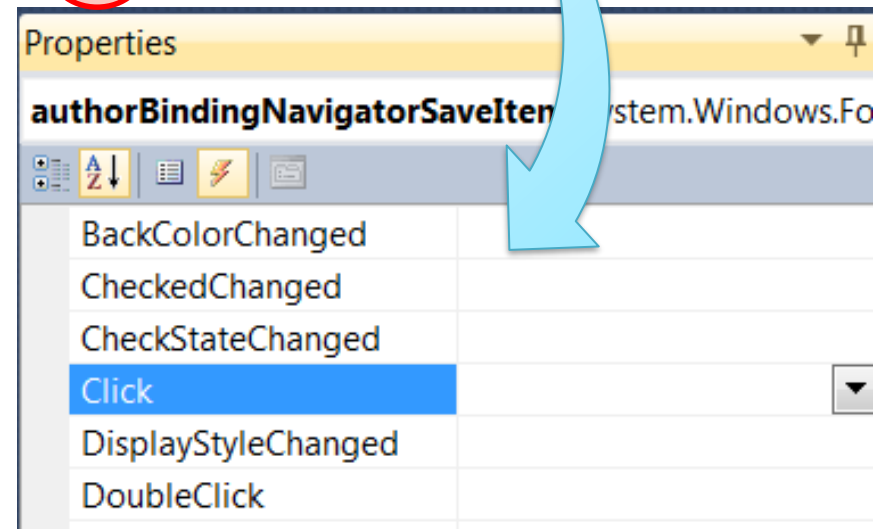 Properties
authorBindingNavigatorSaveItem ystem.Windows.Fo
A
Z
BackColorChanged
CheckedChanged
CheckStateChanged
Click
DisplayStyleChanged
DoubleClick